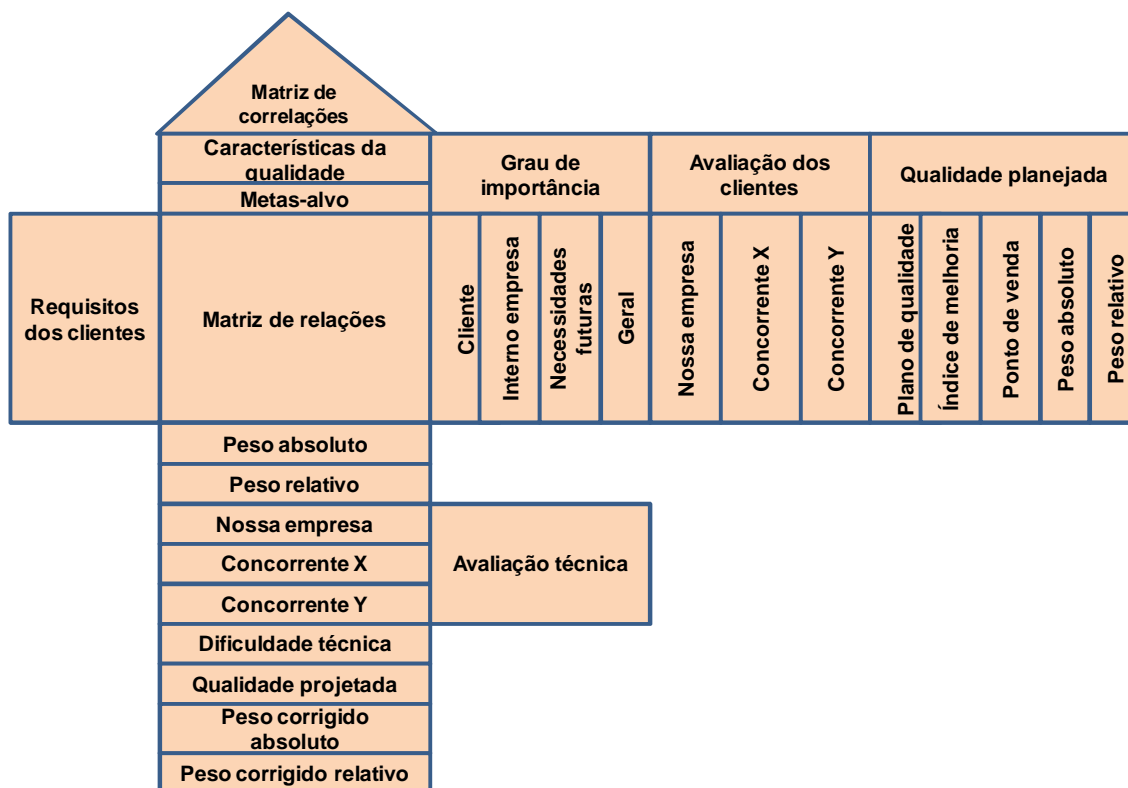 Matriz de
correlações
Características da
qualidade
Metas-alvo
Grau de
importância
Avaliação dos
clientes
Qualidade planejada
Requisitos
dos clientes
Matriz de relações
Cliente
Interno empresa
Necessidades
futuras
Geral
Nossa empresa
Concorrente X
Concorrente Y
Plano de qualidade
Índice de melhoria
Ponto de venda
Peso absoluto
Peso relativo
Peso absoluto
Peso relativo
Nossa empresa
Concorrente X
Concorrente Y
Avaliação técnica
Dificuldade técnica
Qualidade projetada
Peso corrigido
absoluto
Peso corrigido relativo